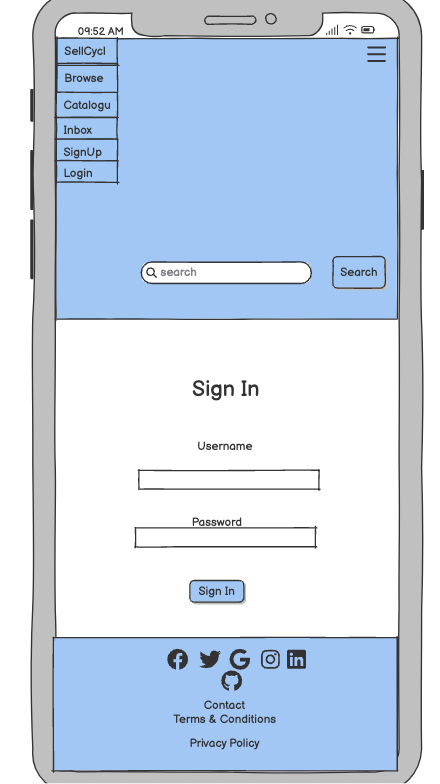 09:52 AM
SellCycl
Browse
Catalogu
Inbox
SignUp
Login
search
Search
Sign In
Username
Password
Sign In
Contact
Terms & Conditions
Privacy Policy